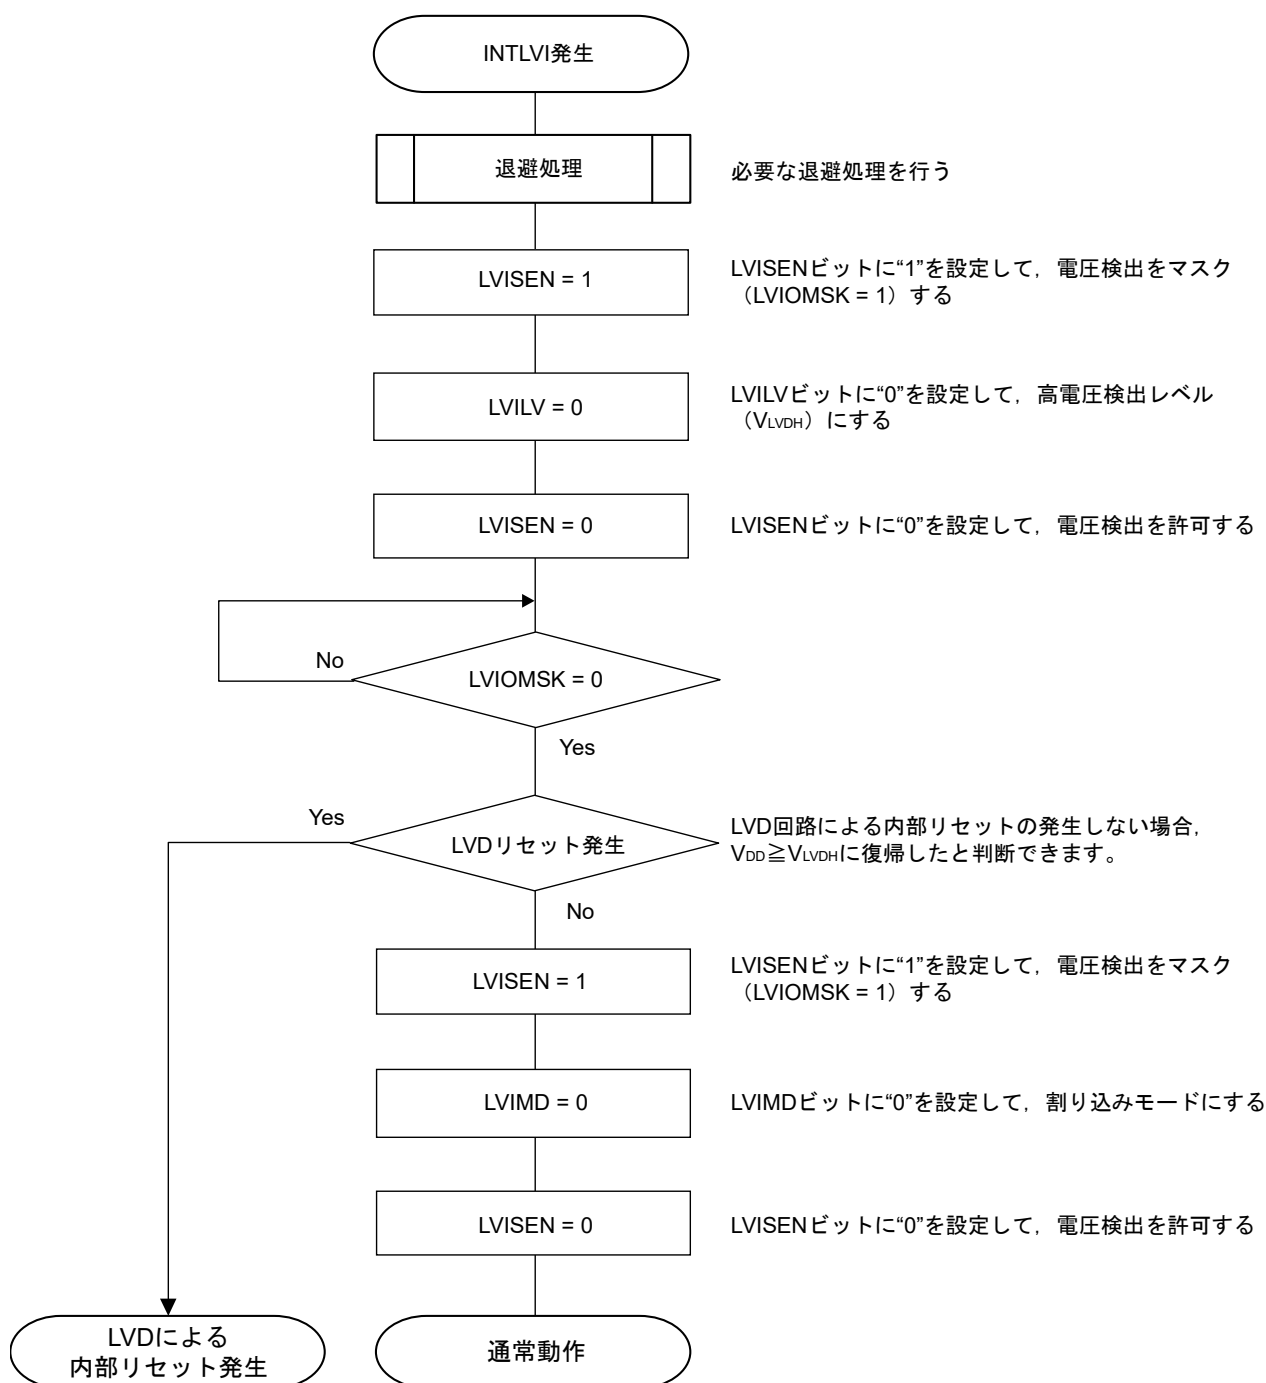 INTLVI発生
退避処理
必要な退避処理を行う
LVISEN = 1
LVISENビットに“1”を設定して，電圧検出をマスク
（LVIOMSK = 1）する
LVILV = 0
LVILVビットに“0”を設定して，高電圧検出レベル
（VLVDH）にする
LVISEN = 0
LVISENビットに“0”を設定して，電圧検出を許可する
No
LVIOMSK = 0
Yes
Yes
LVDリセット発生
LVD回路による内部リセットの発生しない場合，
VDD≧VLVDHに復帰したと判断できます。
No
LVISEN = 1
LVISENビットに“1”を設定して，電圧検出をマスク
（LVIOMSK = 1）する
LVIMD = 0
LVIMDビットに“0”を設定して，割り込みモードにする
LVISEN = 0
LVISENビットに“0”を設定して，電圧検出を許可する
LVDによる
内部リセット発生
通常動作